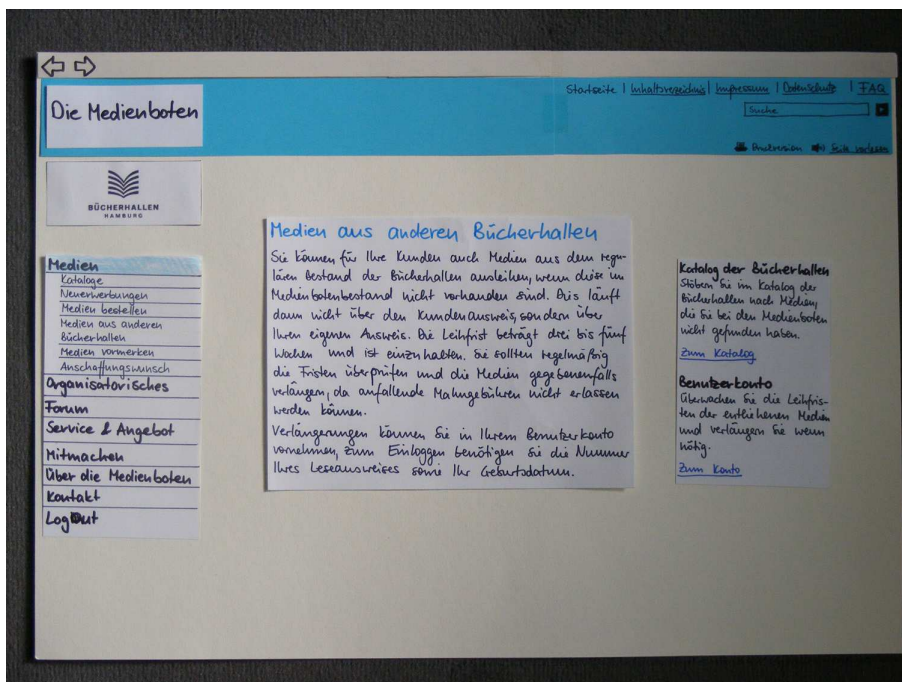 Startseite | Inhaltsverzeichnis | Impressum | Datenschutz | FAQ
Die Medienboten
Suche
Druckversion Seite vorlesen
BÜCHERHALLEN
HAMBURG
Medien
Kataloge
Neuerwerbungen
Medien bestellen
Medien aus anderen
Bücherhallen
Medien vormerken
Anschaffungswunsch
Organisatorisches
Forum
Service & Angebot
Mitmachen
Über die Medienboten
Kontakt
LogOut
Medien aus anderen Bücherhallen
Sie können für Ihre Kunden auch Medien aus dem regu-
lären Bestand der Bücherhallen ausleihen, wenn diese im
Medienbotenbestand nicht vorhanden sind. Dies läuft
dann nicht über den Kundenausweis, sondern über
Ihren eigenen Ausweis. Die Leihfrist beträgt drei bis fünf
Wochen und ist einzuhalten. Sie sollten regelmäßig
die Fristen überprüfen und die Medien gegebenenfalls
verlängern, da anfallende Mahngebühren nicht erlassen
werden können.
Verlängerungen können Sie in Ihrem Benutzerkonto
vornehmen, zum Einloggen benötigen Sie die Nummer
Ihres Leseausweises sowie Ihr Geburtsdatum.
Katalog der Bücherhallen
Stöbern Sie im Katalog der
Bücherhallen nach Medien,
die Sie bei den Medienboten
nicht gefunden haben.
Zum Katalog
Benutzerkonto
Überwachen Sie die Leihfris-
ten der entliehenen Medien
und verlängern Sie wenn
nötig.
Zum Konto